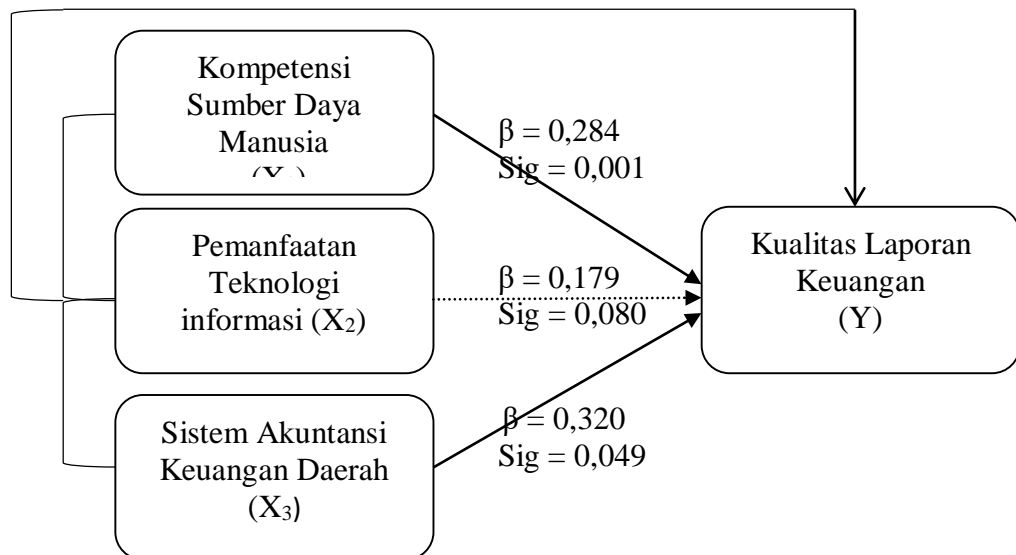 Kompetensi
Sumber Daya
Manusia
β = 0,284
Sig = 0,001
Pemanfaatan
Teknologi
informasi (X₂)
β = 0,179
Sig = 0,080
Kualitas Laporan
Keuangan
(Y)
Sistem Akuntansi
Keuangan Daerah
(X₃)
β = 0,320
Sig = 0,049